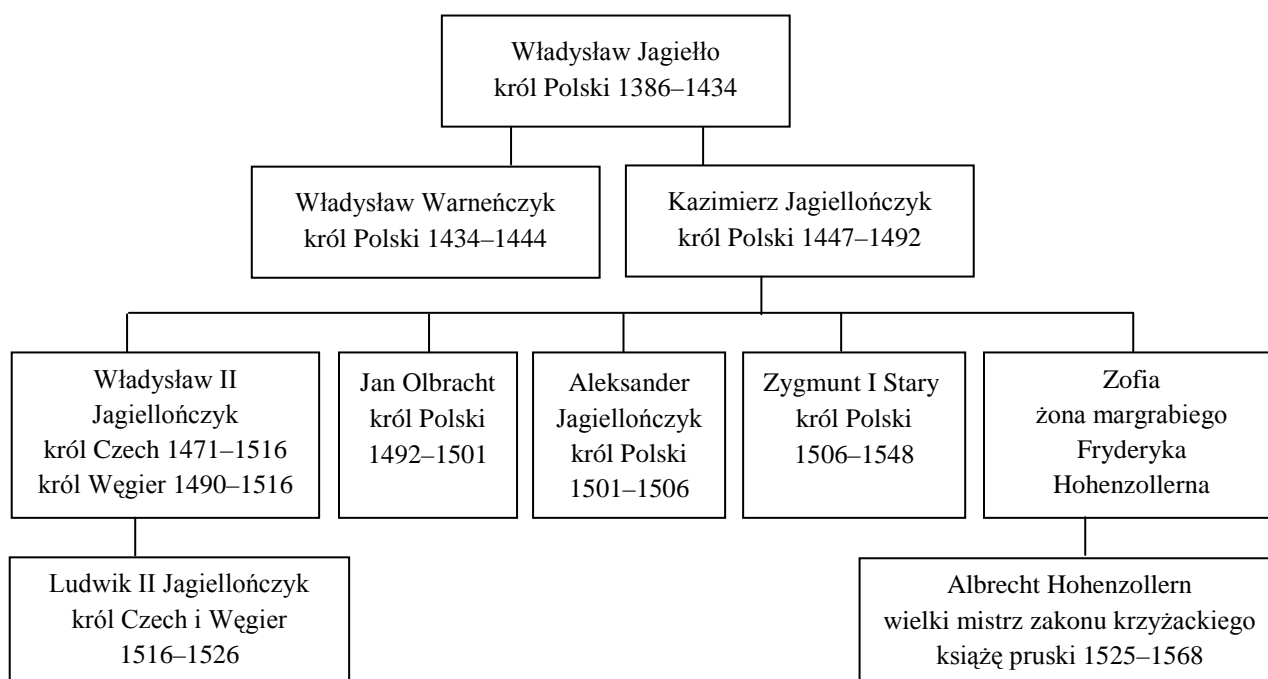 Władysław Jagiełło
król Polski 1386–1434
Władysław Warneńczyk
król Polski 1434–1444
Kazimierz Jagiellończyk
król Polski 1447–1492
Władysław II
Jagiellończyk
król Czech 1471–1516
król Węgier 1490–1516
Jan Olbracht
król Polski
1492–1501
Aleksander
Jagiellończyk
król Polski
1501–1506
Zygmunt I Stary
król Polski
1506–1548
Zofia
żona margrabiego
Fryderyka
Hohenzollerna
Ludwik II Jagiellończyk
król Czech i Węgier
1516–1526
Albrecht Hohenzollern
wielki mistrz zakonu krzyżackiego
książę pruski 1525–1568